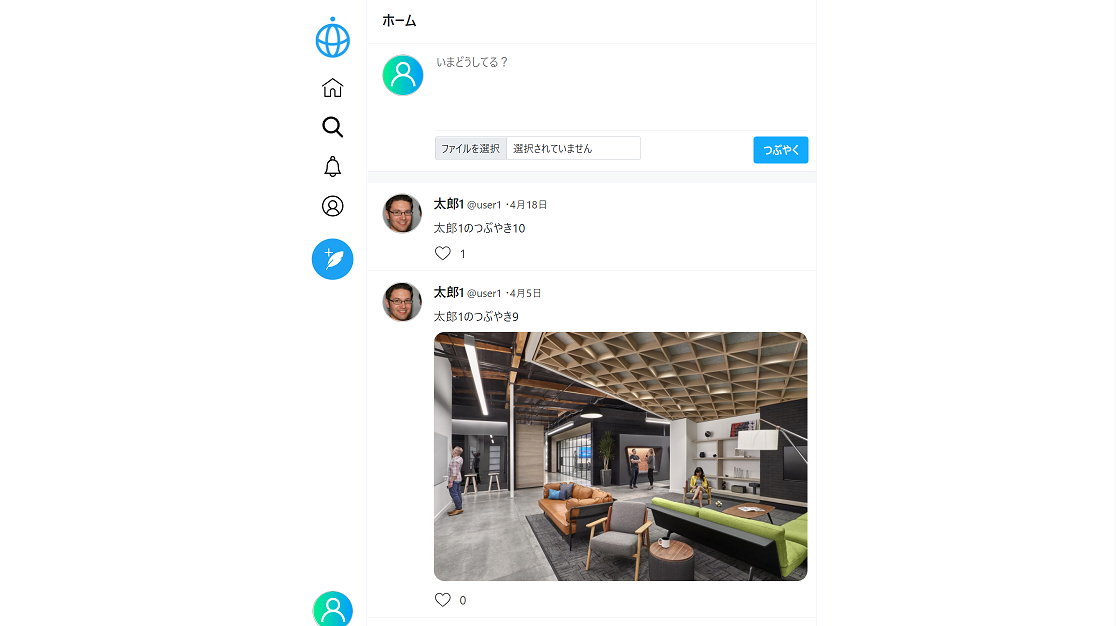 ホーム
いまどうしてる？
ファイルを選択 選択されていません
つぶやく
太郎1 @user1 ・4月18日
太郎1のつぶやき10
1
太郎1 @user1 ・4月5日
太郎1のつぶやき9
0